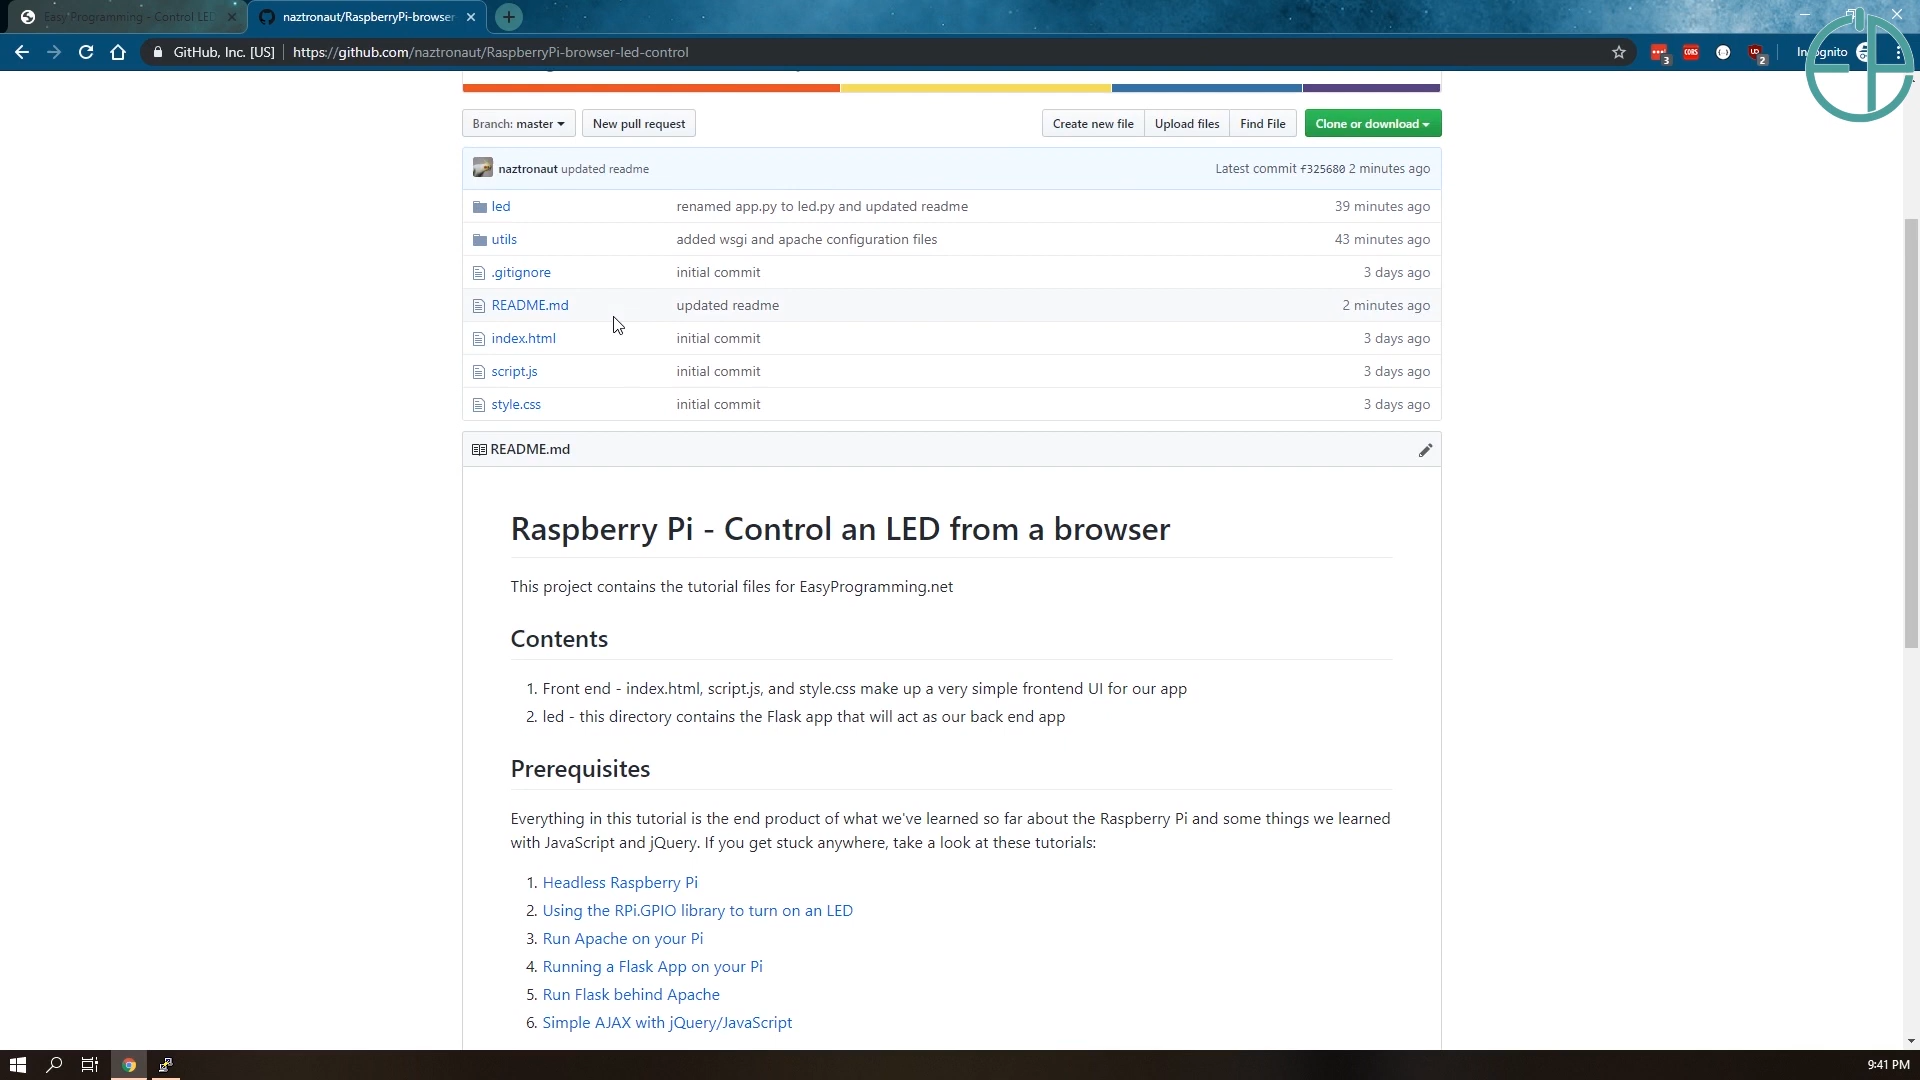 Easy Programming - Control LED
naztronaut/RaspberryPi-browser
GitHub, Inc. [US]
https://github.com/naztronaut/RaspberryPi-browser-led-control
3
CORS
2
Incognito
Branch: master
New pull request
Create new file
Upload files
Find File
Clone or download
naztronaut updated readme
Latest commit f325680 2 minutes ago
led
renamed app.py to led.py and updated readme
39 minutes ago
utils
added wsgi and apache configuration files
43 minutes ago
.gitignore
initial commit
3 days ago
README.md
updated readme
2 minutes ago
index.html
initial commit
3 days ago
script.js
initial commit
3 days ago
style.css
initial commit
3 days ago
README.md
Raspberry Pi - Control an LED from a browser
This project contains the tutorial files for EasyProgramming.net
Contents
1. Front end - index.html, script.js, and style.css make up a very simple frontend UI for our app
2. led - this directory contains the Flask app that will act as our back end app
Prerequisites
Everything in this tutorial is the end product of what we've learned so far about the Raspberry Pi and some things we learned
with JavaScript and jQuery. If you get stuck anywhere, take a look at these tutorials:
1. Headless Raspberry Pi
2. Using the RPi.GPIO library to turn on an LED
3. Run Apache on your Pi
4. Running a Flask App on your Pi
5. Run Flask behind Apache
6. Simple AJAX with jQuery/JavaScript
9:41 PM